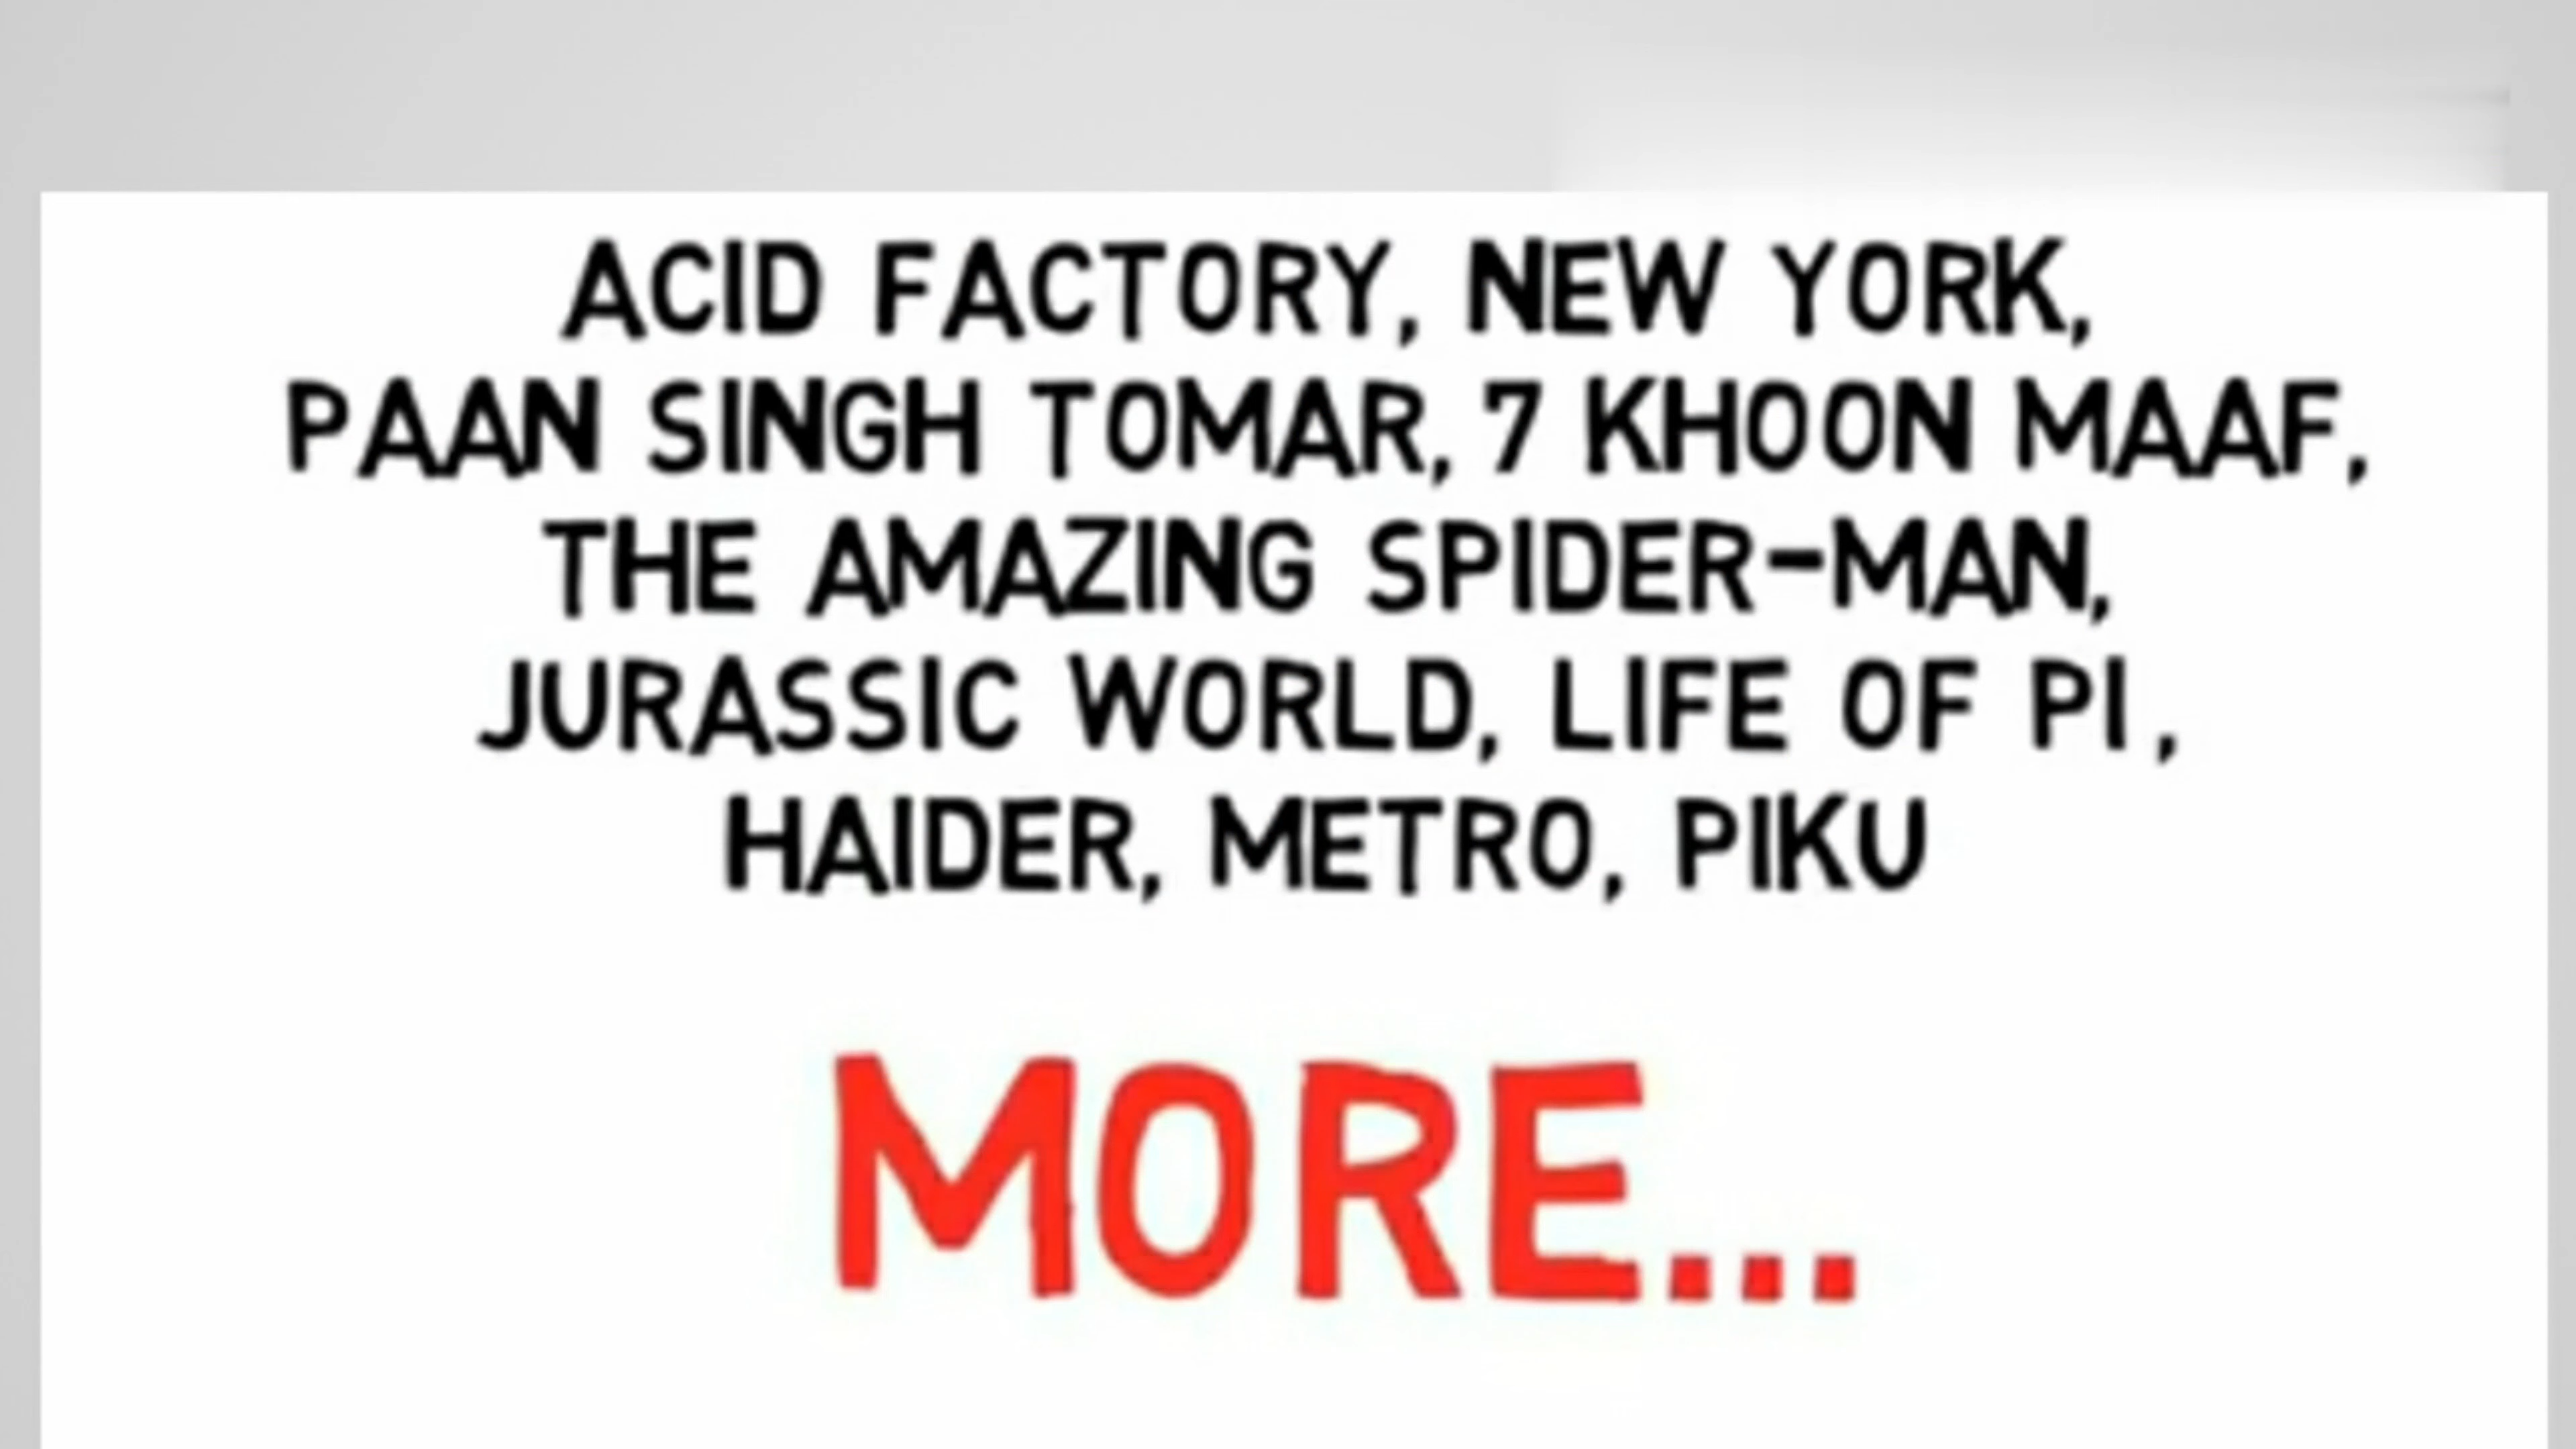 ACID FACTORY, NEW YORK,
PAAN SINGH TOMAR, 7 KHOON MAAF,
THE AMAZING SPIDER-MAN,
JURASSIC WORLD, LIFE OF PI ,
HAIDER, METRO, PIKU
MORE...